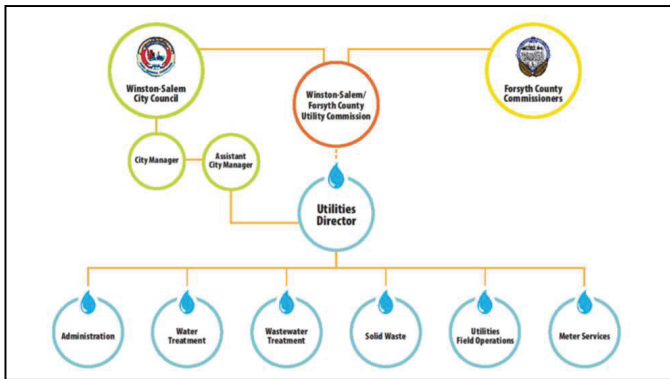 Winston-Salem
City Council
Winston-Salem/
Forsyth County
Utility Commission
Forsyth County
Commissioners
City Manager
Assistant
City Manager
Utilities
Director
Administration
Water
Treatment
Wastewater
Treatment
Solid Waste
Utilities
Field Operations
Meter Services